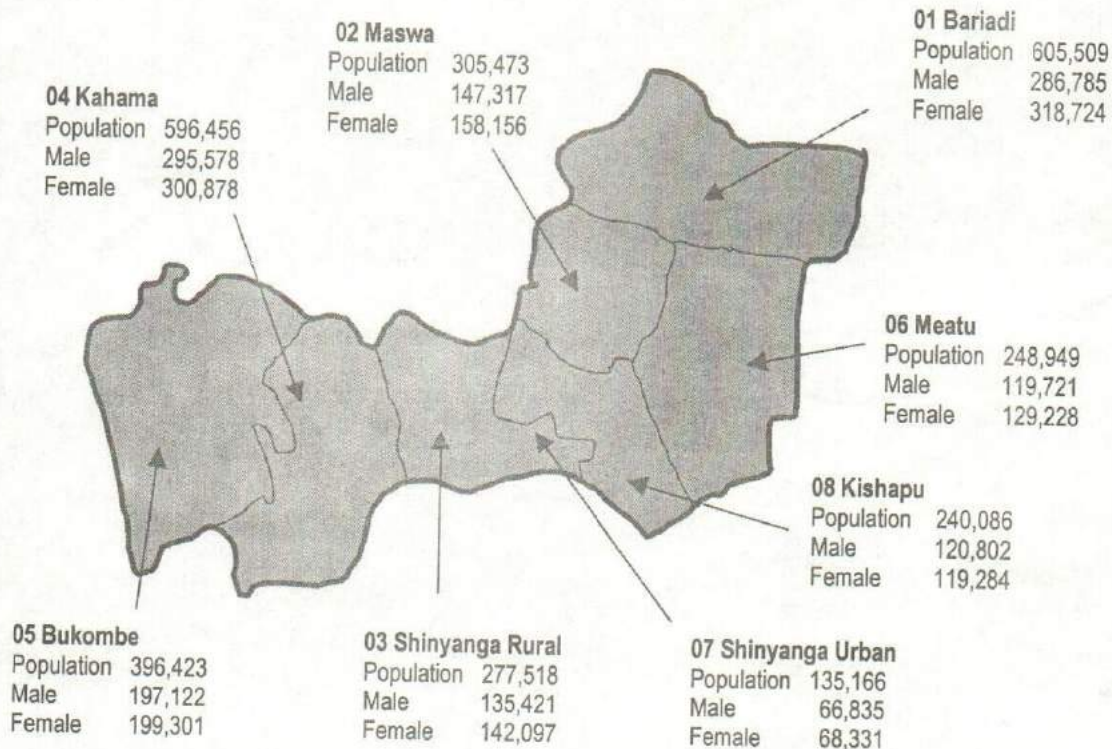 01 Bariadi
Population 605,509
Male 286,785
Female 318,724
02 Maswa
Population 305,473
Male 147,317
Female 158,156
04 Kahama
Population 596,456
Male 295,578
Female 300,878
06 Meatu
Population 248,949
Male 119,721
Female 129,228
08 Kishapu
Population 240,086
Male 120,802
Female 119,284
05 Bukombe
Population 396,423
Male 197,122
Female 199,301
03 Shinyanga Rural
Population 277,518
Male 135,421
Female 142,097
07 Shinyanga Urban
Population 135,166
Male 66,835
Female 68,331